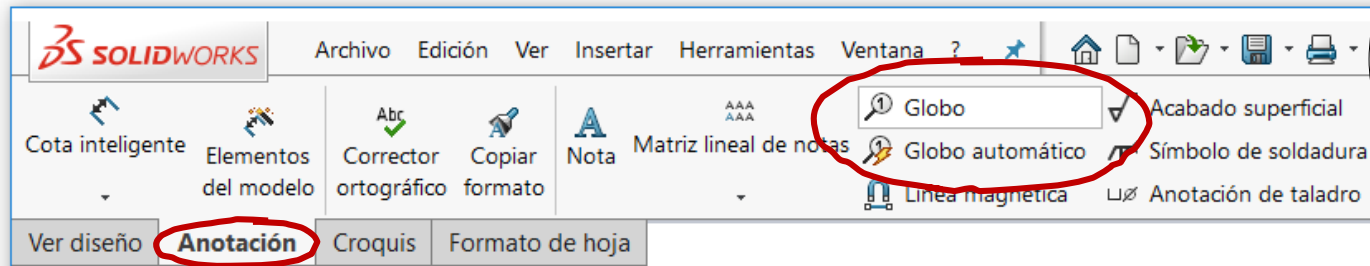 SOLIDWORKS Archivo Edición Ver Insertar Herramientas Ventana ?
Cota inteligente
Elementos
del modelo
Abc
Corrector
ortográfico
Copiar
formato
A
Nota
AAA
AAA
Matriz lineal de notas
1 Globo
1 Globo automático
Línea magnética
Acabado superficial
Símbolo de soldadura
Anotación de taladro
Ver diseño Anotación Croquis Formato de hoja